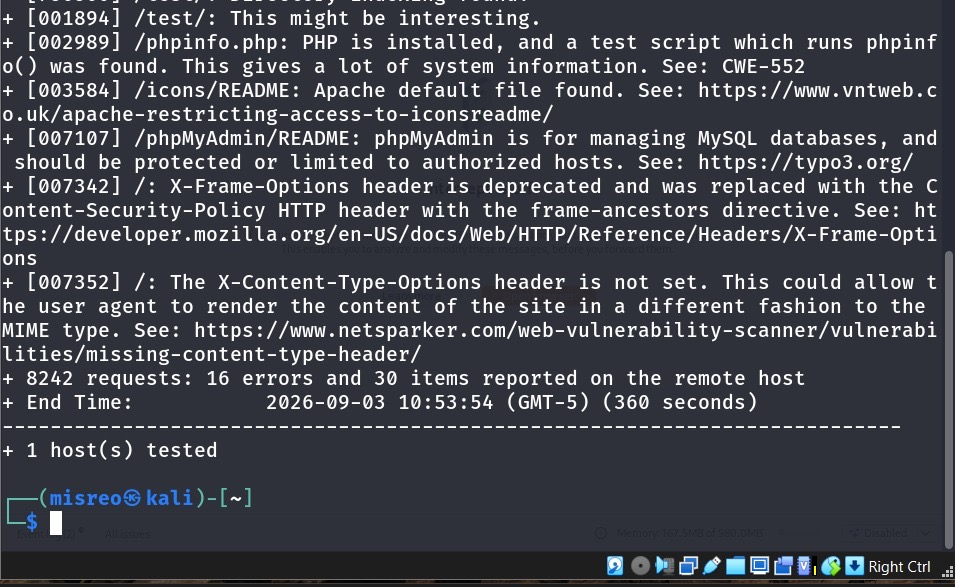 + [001894] /test/: This might be interesting.
+ [002989] /phpinfo.php: PHP is installed, and a test script which runs phpinf
o() was found. This gives a lot of system information. See: CWE-552
+ [003584] /icons/README: Apache default file found. See: https://www.vntweb.c
o.uk/apache-restricting-access-to-iconsreadme/
+ [007107] /phpMyAdmin/README: phpMyAdmin is for managing MySQL databases, and
 should be protected or limited to authorized hosts. See: https://typo3.org/
+ [007342] /: X-Frame-Options header is deprecated and was replaced with the C
ontent-Security-Policy HTTP header with the frame-ancestors directive. See: ht
tps://developer.mozilla.org/en-US/docs/Web/HTTP/Reference/Headers/X-Frame-Opti
ons
+ [007352] /: The X-Content-Type-Options header is not set. This could allow t
he user agent to render the content of the site in a different fashion to the
MIME type. See: https://www.netsparker.com/web-vulnerability-scanner/vulnerabi
lities/missing-content-type-header/
+ 8242 requests: 16 errors and 30 items reported on the remote host
+ End Time:           2026-09-03 10:53:54 (GMT-5) (360 seconds)
---------------------------------------------------------------------------
+ 1 host(s) tested
┌──(misreo㉿kali)-[~]
└─$
Memory: 167.5MB of 980.0MB
Disabled
Right Ctrl